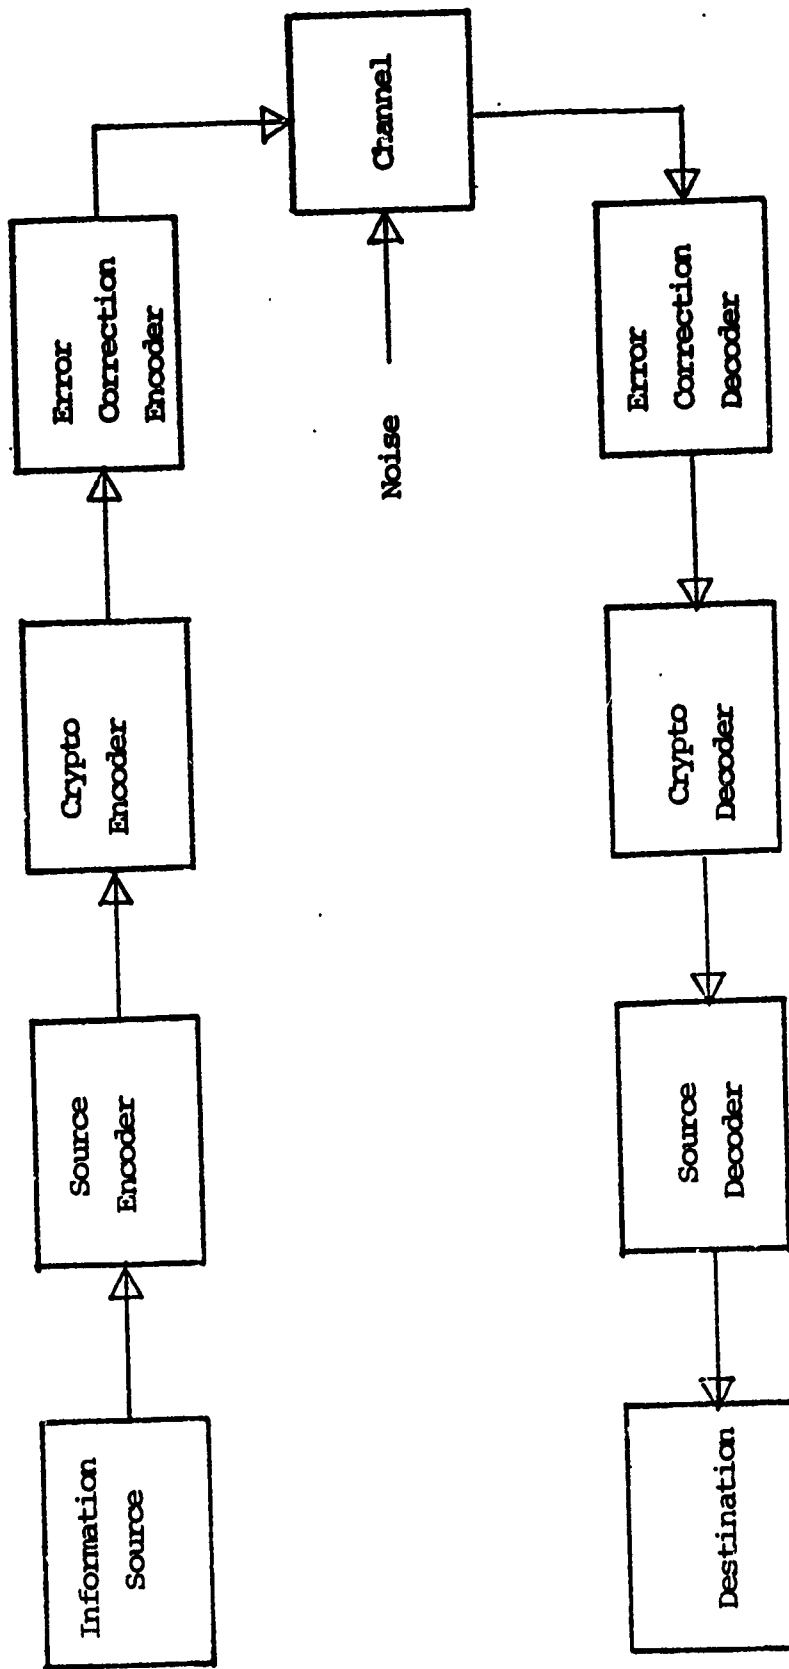 Information
Source
Source
Encoder
Crypto
Encoder
Error
Correction
Encoder
Channel
Noise
Error
Correction
Decoder
Crypto
Decoder
Source
Decoder
Destination